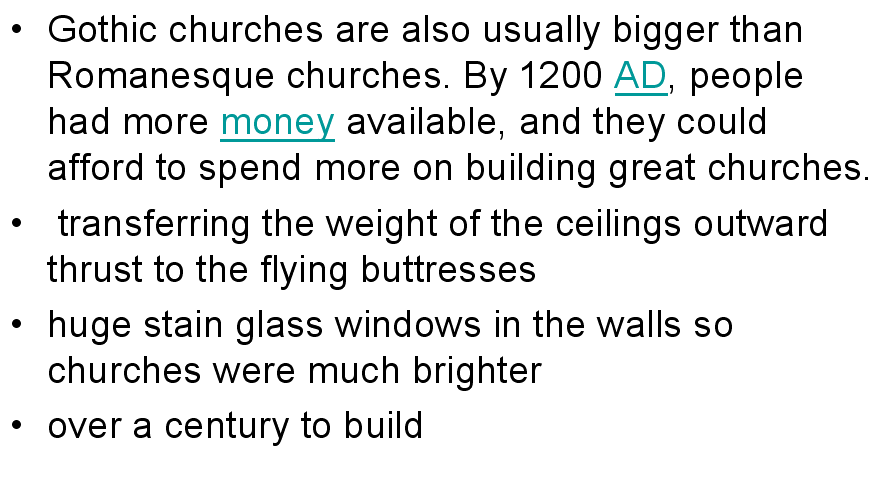 • Gothic churches are also usually bigger than
Romanesque churches. By 1200 AD, people
had more money available, and they could
afford to spend more on building great churches.
• transferring the weight of the ceilings outward
thrust to the flying buttresses
• huge stain glass windows in the walls so
churches were much brighter
• over a century to build